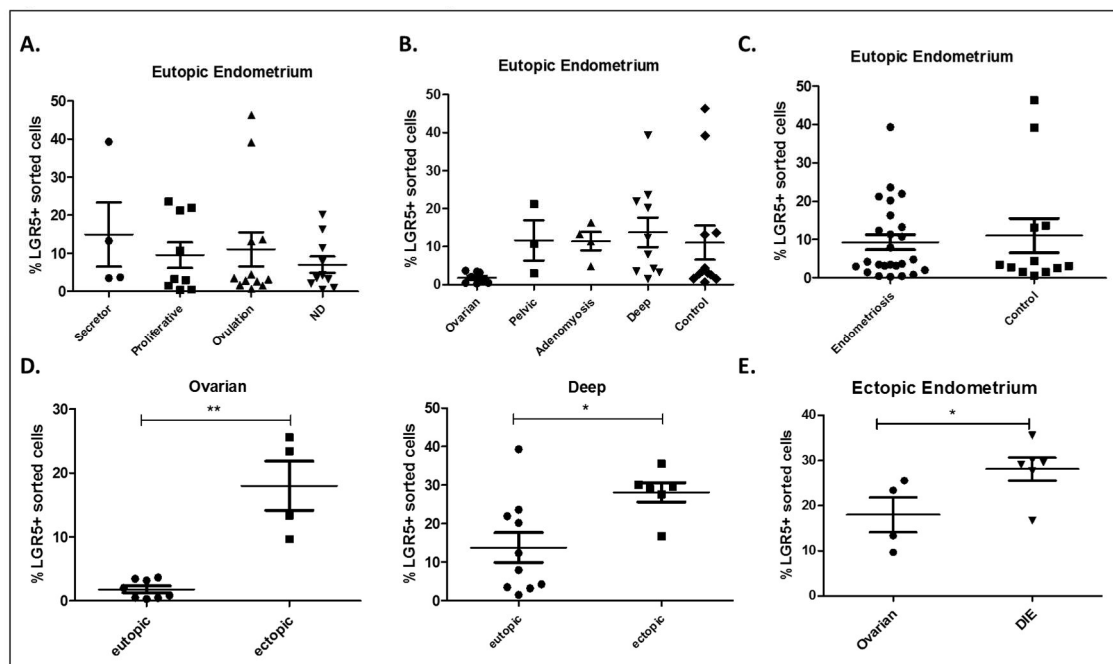 A.
Eutopic Endometrium
% LGR5+ sorted cells
50
40
30
20
10
0
Secretor
Proliferative
Ovulation
ND
B.
Eutopic Endometrium
% LGR5+ sorted cells
50
40
30
20
10
0
Ovarian
Pelvic
Adenomyosis
Deep
Control
C.
Eutopic Endometrium
% LGR5+ sorted cells
50
40
30
20
10
0
Endometriosis
Control
D.
Ovarian
**
% LGR5+ sorted cells
30
20
10
0
eutopic
ectopic
Deep
*
% LGR5+ sorted cells
50
40
30
20
10
0
eutopic
ectopic
E.
Ectopic Endometrium
*
% LGR5+ sorted cells
40
30
20
10
0
Ovarian
DIE